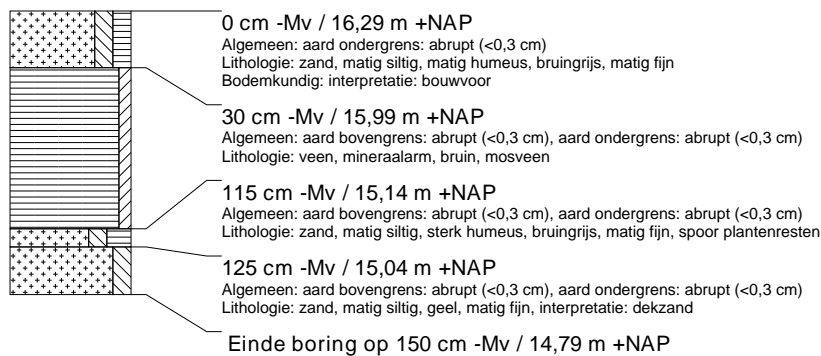 0 cm -Mv / 16,29 m +NAP
Algemeen: aard ondergrens: abrupt (<0,3 cm)
Lithologie: zand, matig siltig, matig humeus, bruingrijs, matig fijn
Bodemkundig: interpretatie: bouwvoor
30 cm -Mv / 15,99 m +NAP
Algemeen: aard bovengrens: abrupt (<0,3 cm), aard ondergrens: abrupt (<0,3 cm)
Lithologie: veen, mineraalarm, bruin, mosveen
115 cm -Mv / 15,14 m +NAP
Algemeen: aard bovengrens: abrupt (<0,3 cm), aard ondergrens: abrupt (<0,3 cm)
Lithologie: zand, matig siltig, sterk humeus, bruingrijs, matig fijn, spoor plantenresten
125 cm -Mv / 15,04 m +NAP
Algemeen: aard bovengrens: abrupt (<0,3 cm), aard ondergrens: abrupt (<0,3 cm)
Lithologie: zand, matig siltig, geel, matig fijn, interpretatie: dekzand
Einde boring op 150 cm -Mv / 14,79 m +NAP